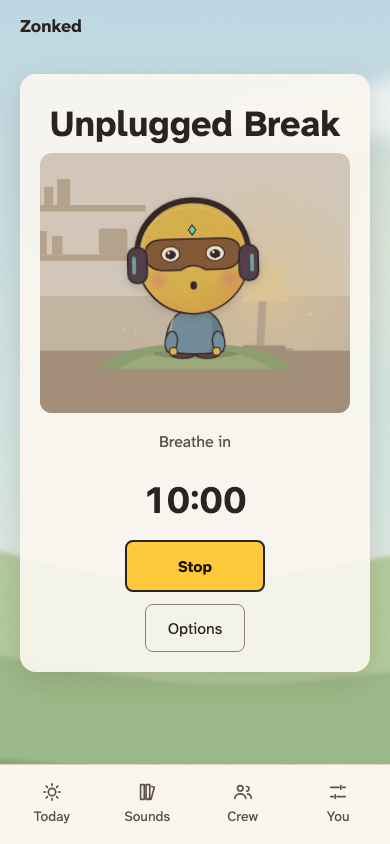 Zonked
Unplugged Break
Breathe in
10:00
Stop
Options
Today
Sounds
Crew
You